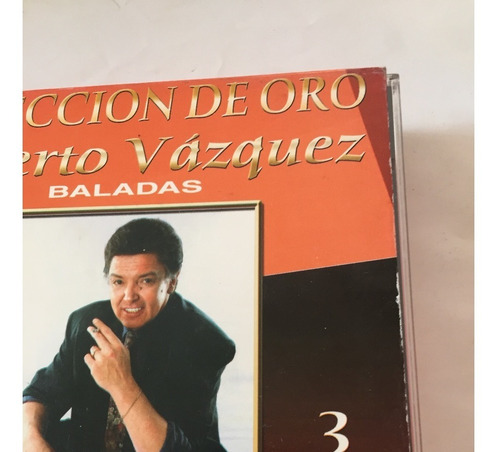 CCION DE ORO
erto Vázquez
BALADAS
3